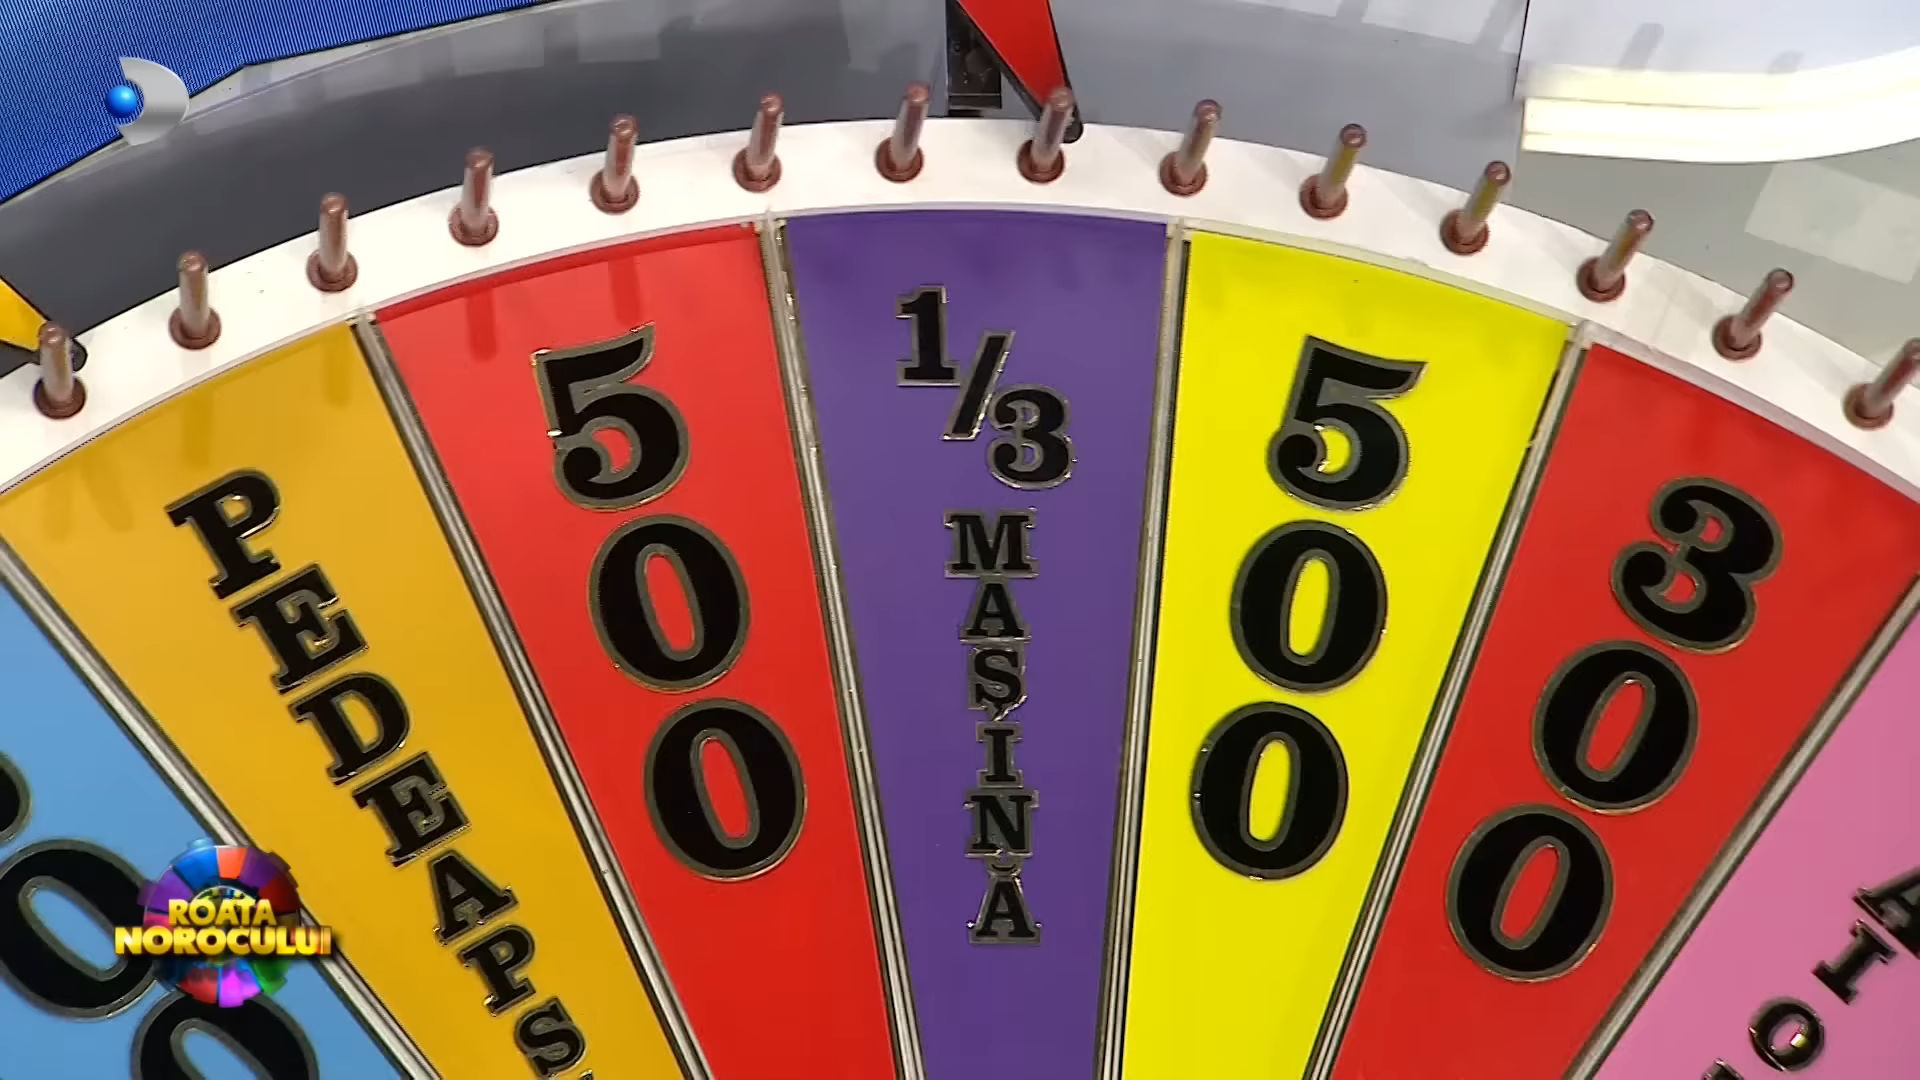 PEDEAPS
500
1/3 MAȘINĂ
500
300
ROATA
NOROCULUI